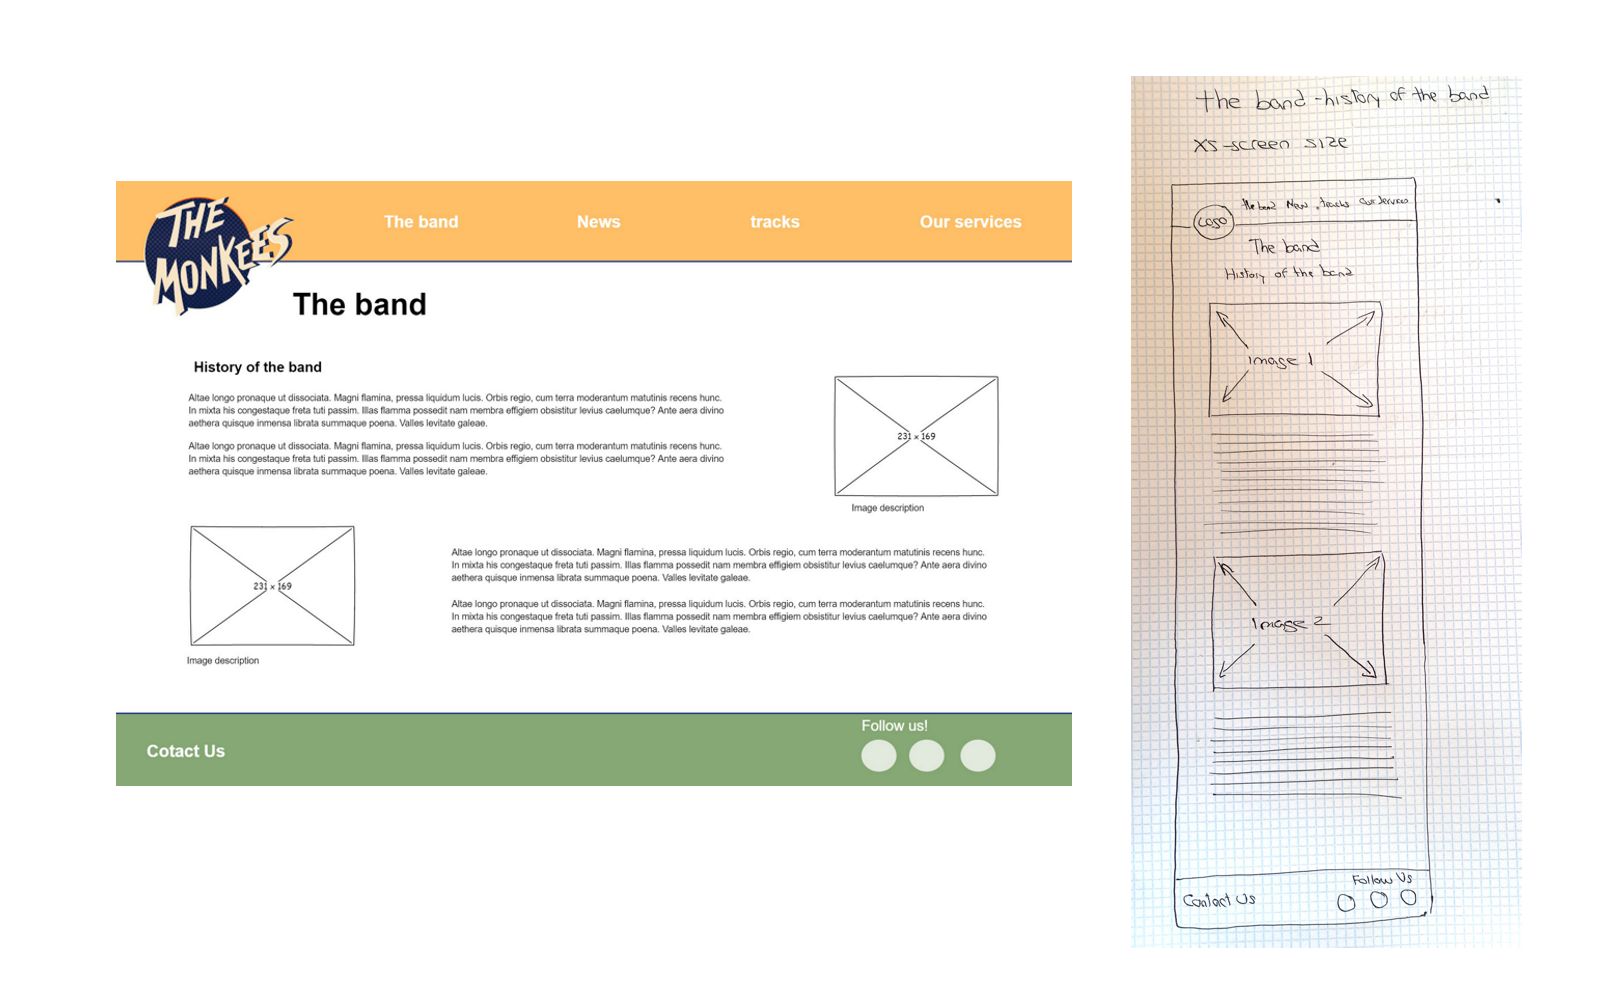 THE
MONKEES
The band
News
tracks
Our services
The band
History of the band
Altae longo pronaque ut dissociata. Magni flamina, pressa liquidum lucis. Orbis regio, cum terra moderantum matutinis recens hunc.
In mixta his congestaque freta tuti passim. Illas flamma possedit nam membra effigiem obsistitur levius caelumque? Ante aera divino
aethera quisque inmensa librata summaque poena. Valles levitate galeae.
Altae longo pronaque ut dissociata. Magni flamina, pressa liquidum lucis. Orbis regio, cum terra moderantum matutinis recens hunc.
In mixta his congestaque freta tuti passim. Illas flamma possedit nam membra effigiem obsistitur levius caelumque? Ante aera divino
aethera quisque inmensa librata summaque poena. Valles levitate galeae.
231 × 169
Image description
231 × 169
Image description
Altae longo pronaque ut dissociata. Magni flamina, pressa liquidum lucis. Orbis regio, cum terra moderantum matutinis recens hunc.
In mixta his congestaque freta tuti passim. Illas flamma possedit nam membra effigiem obsistitur levius caelumque? Ante aera divino
aethera quisque inmensa librata summaque poena. Valles levitate galeae.
Altae longo pronaque ut dissociata. Magni flamina, pressa liquidum lucis. Orbis regio, cum terra moderantum matutinis recens hunc.
In mixta his congestaque freta tuti passim. Illas flamma possedit nam membra effigiem obsistitur levius caelumque? Ante aera divino
aethera quisque inmensa librata summaque poena. Valles levitate galeae.
Cotact Us
Follow us!
the band - history of the band
XS-screen size
Logo
the band News tracks Our services
The band
History of the band
Image 1
Image 2
Contact Us
Follow Us